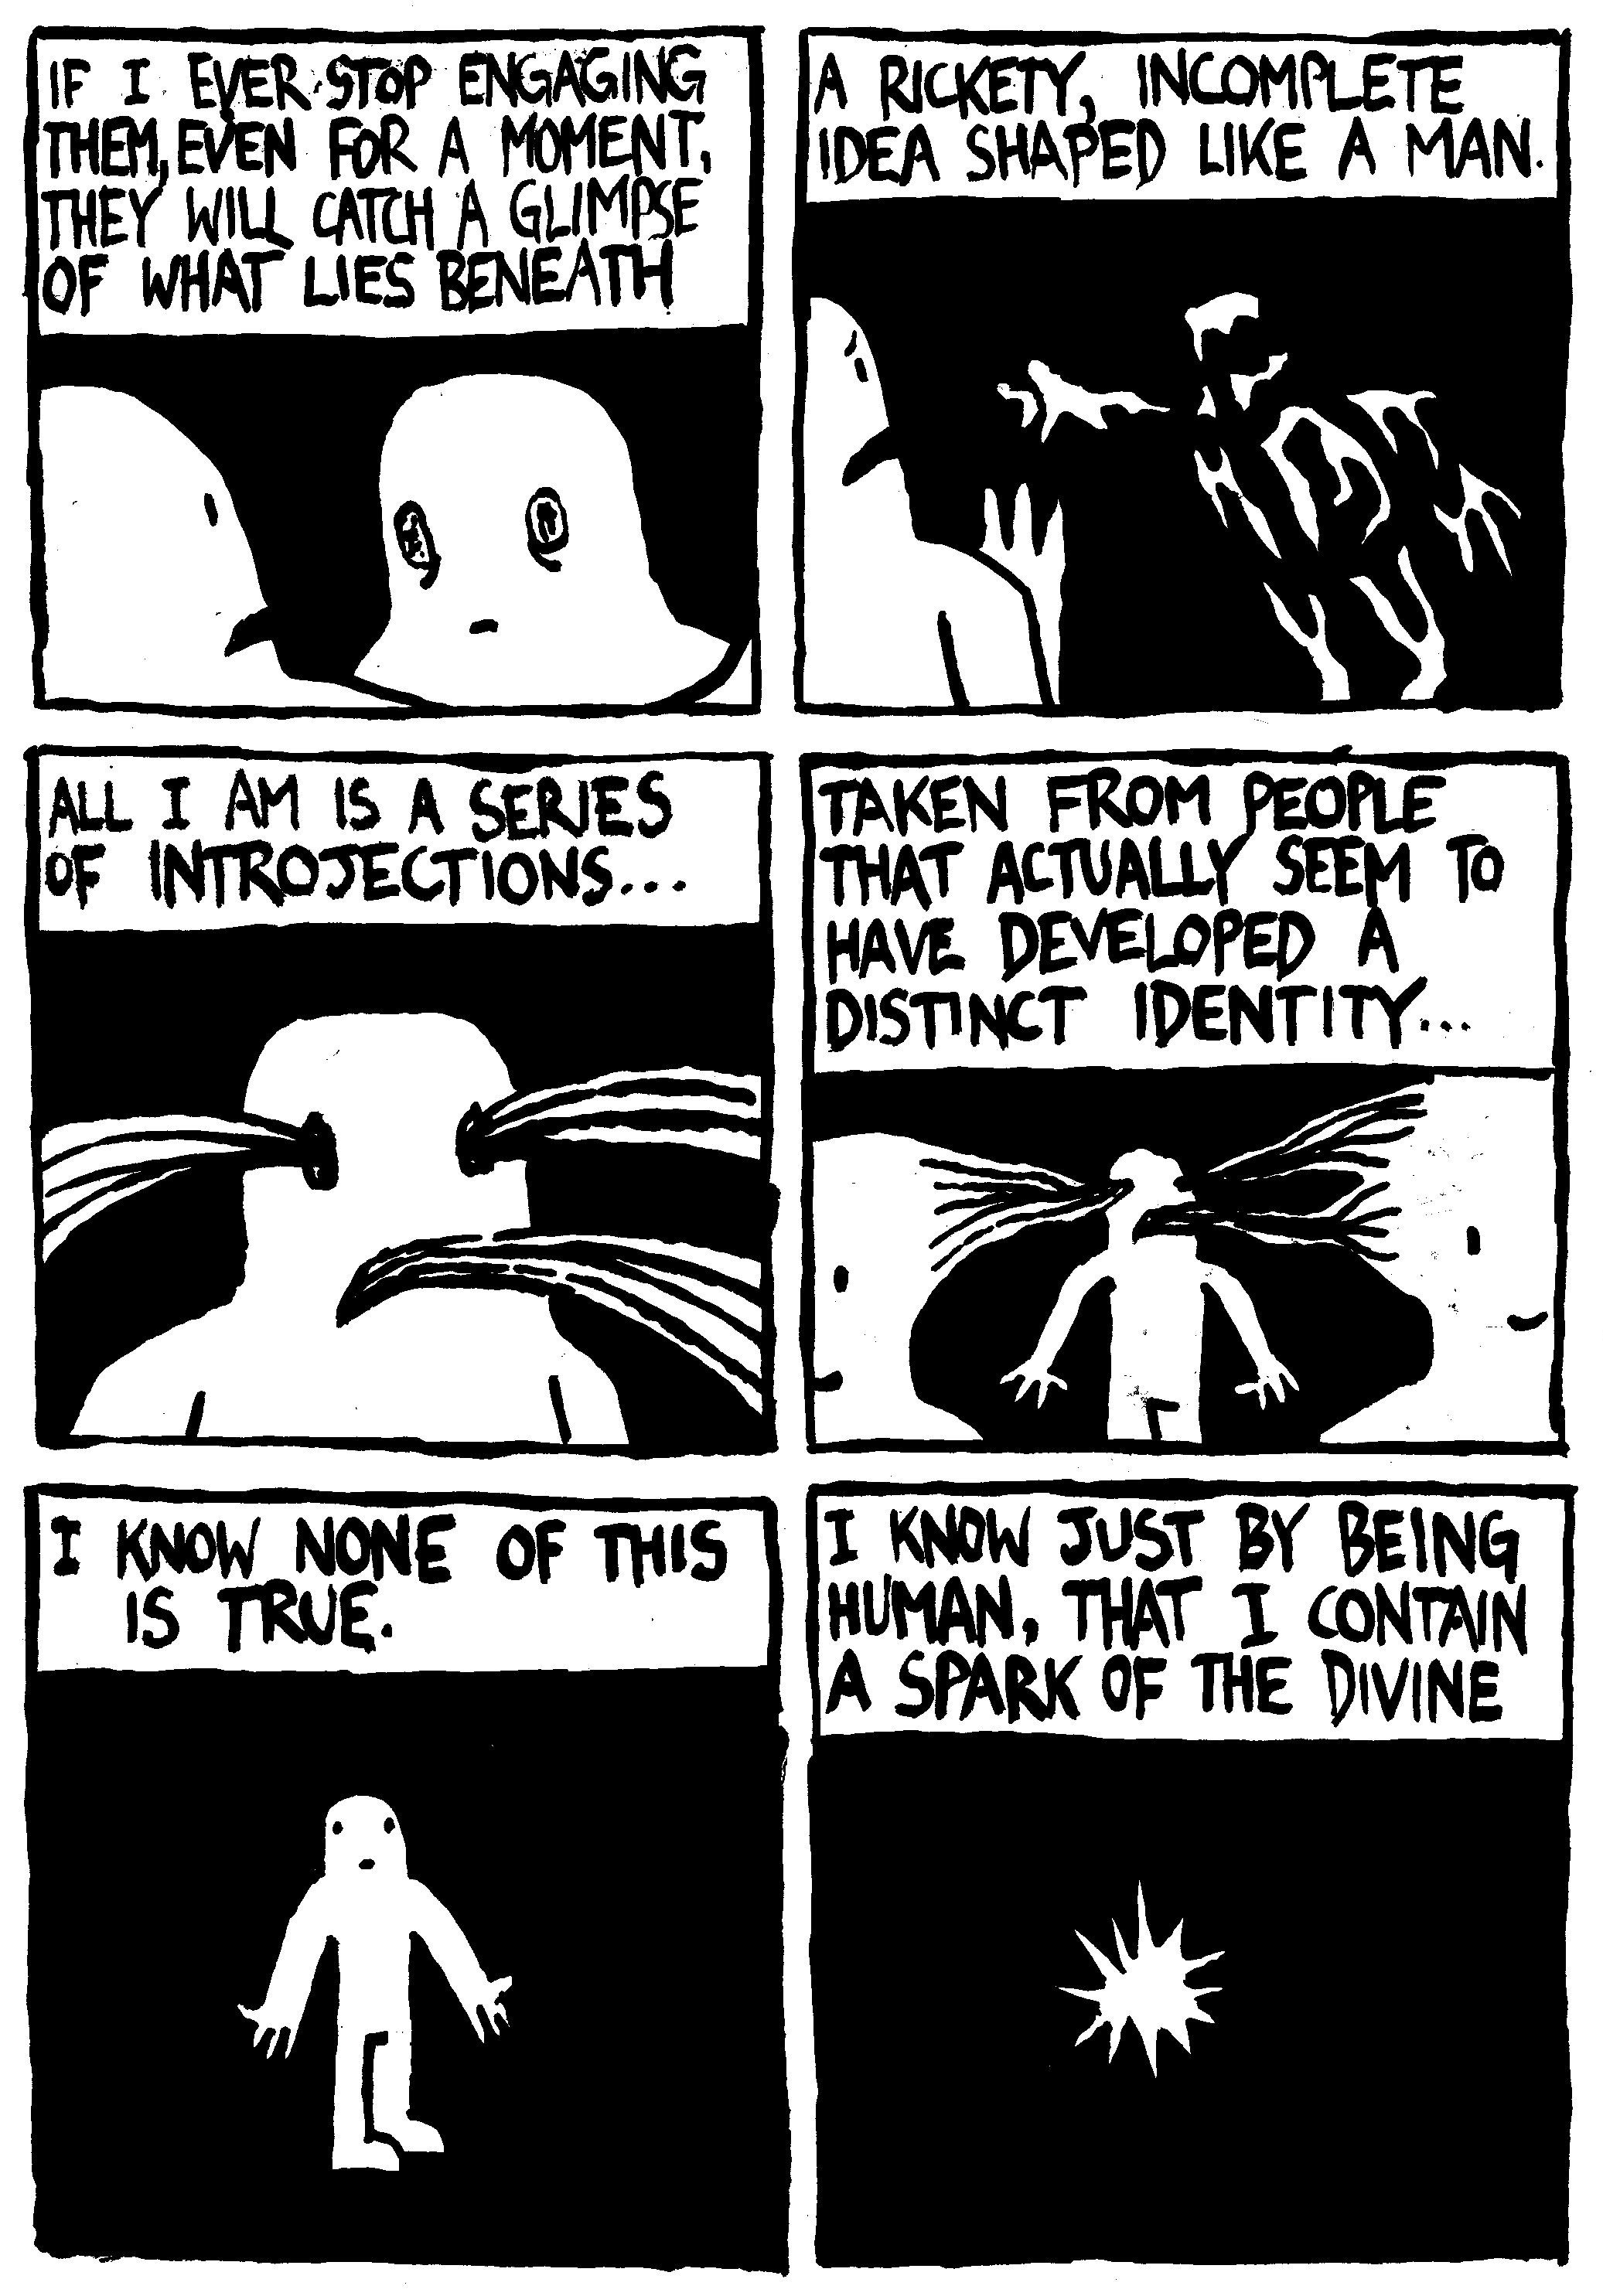 IF I EVER STOP ENGAGING
THEM, EVEN FOR A MOMENT,
THEY WILL CATCH A GLIMPSE
OF WHAT LIES BENEATH
A RICKETY, INCOMPLETE
IDEA SHAPED LIKE A MAN.
ALL I AM IS A SERIES
OF INTROJECTIONS...
TAKEN FROM PEOPLE
THAT ACTUALLY SEEM TO
HAVE DEVELOPED A
DISTINCT IDENTITY...
I KNOW NONE OF THIS
IS TRUE.
I KNOW JUST BY BEING
HUMAN, THAT I CONTAIN
A SPARK OF THE DIVINE